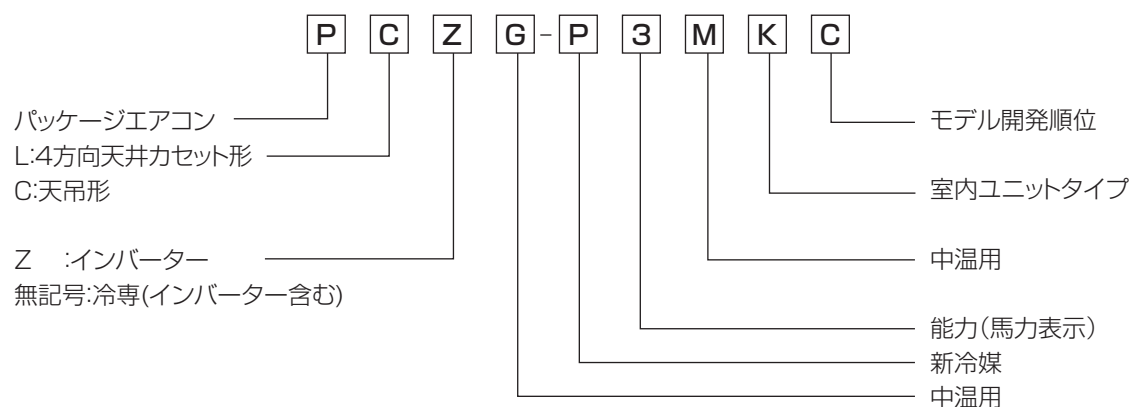 P C Z G - P 3 M K C
パッケージエアコン
L:4方向天井カセット形
C:天吊形
Z :インバーター
無記号:冷専(インバーター含む)
モデル開発順位
室内ユニットタイプ
中温用
能力(馬力表示)
新冷媒
中温用